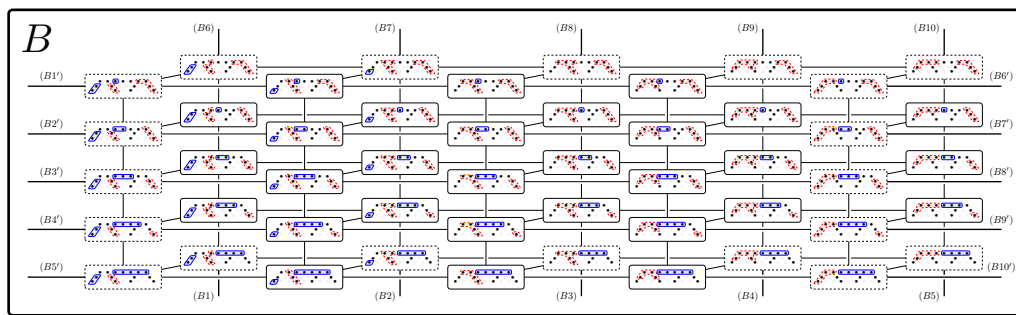 B
(B6) (B7) (B8) (B9) (B10)
(B1′) (B6′)
(B2′) (B7′)
(B3′) (B8′)
(B4′) (B9′)
(B5′) (B10′)
(B1) (B2) (B3) (B4) (B5)